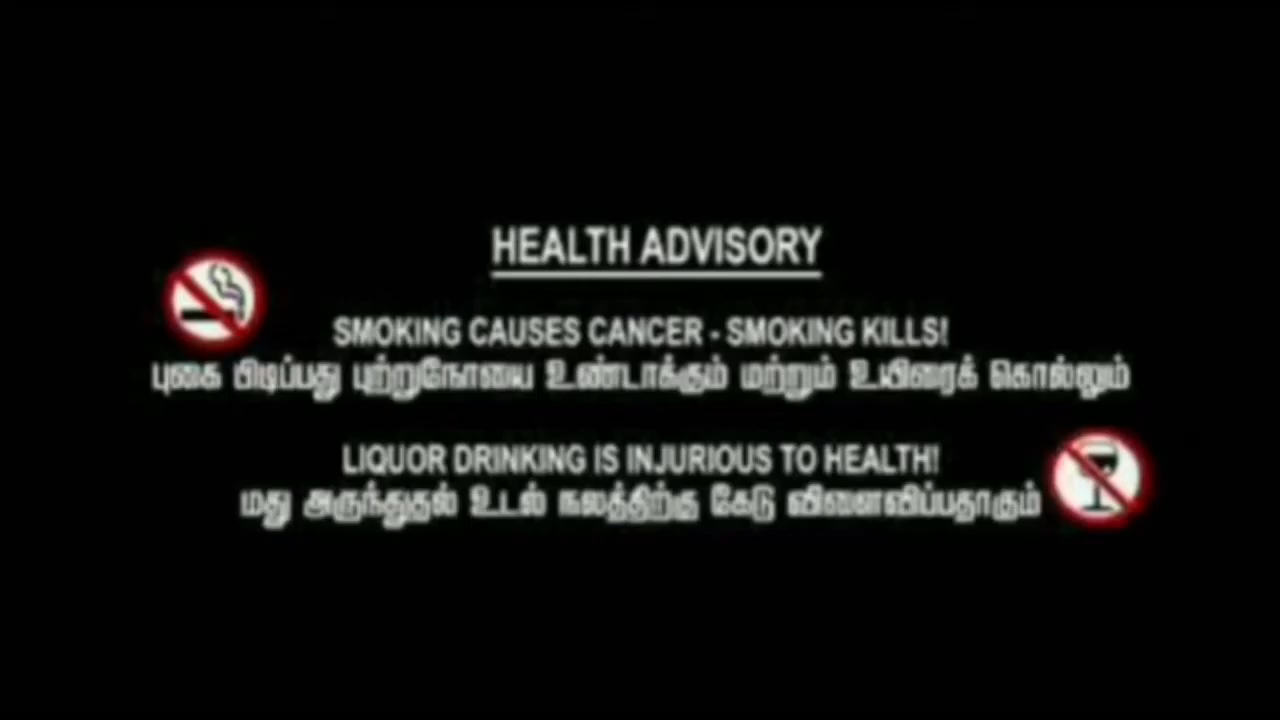 HEALTH ADVISORY
SMOKING CAUSES CANCER - SMOKING KILLS!
புகை பிடிப்பது புற்றுநோயை உண்டாக்கும் மற்றும் உயிரைக் கொல்லும்
LIQUOR DRINKING IS INJURIOUS TO HEALTH!
மது அருந்துதல் உடல் நலத்திற்கு கேடு விளைவிப்பதாகும்